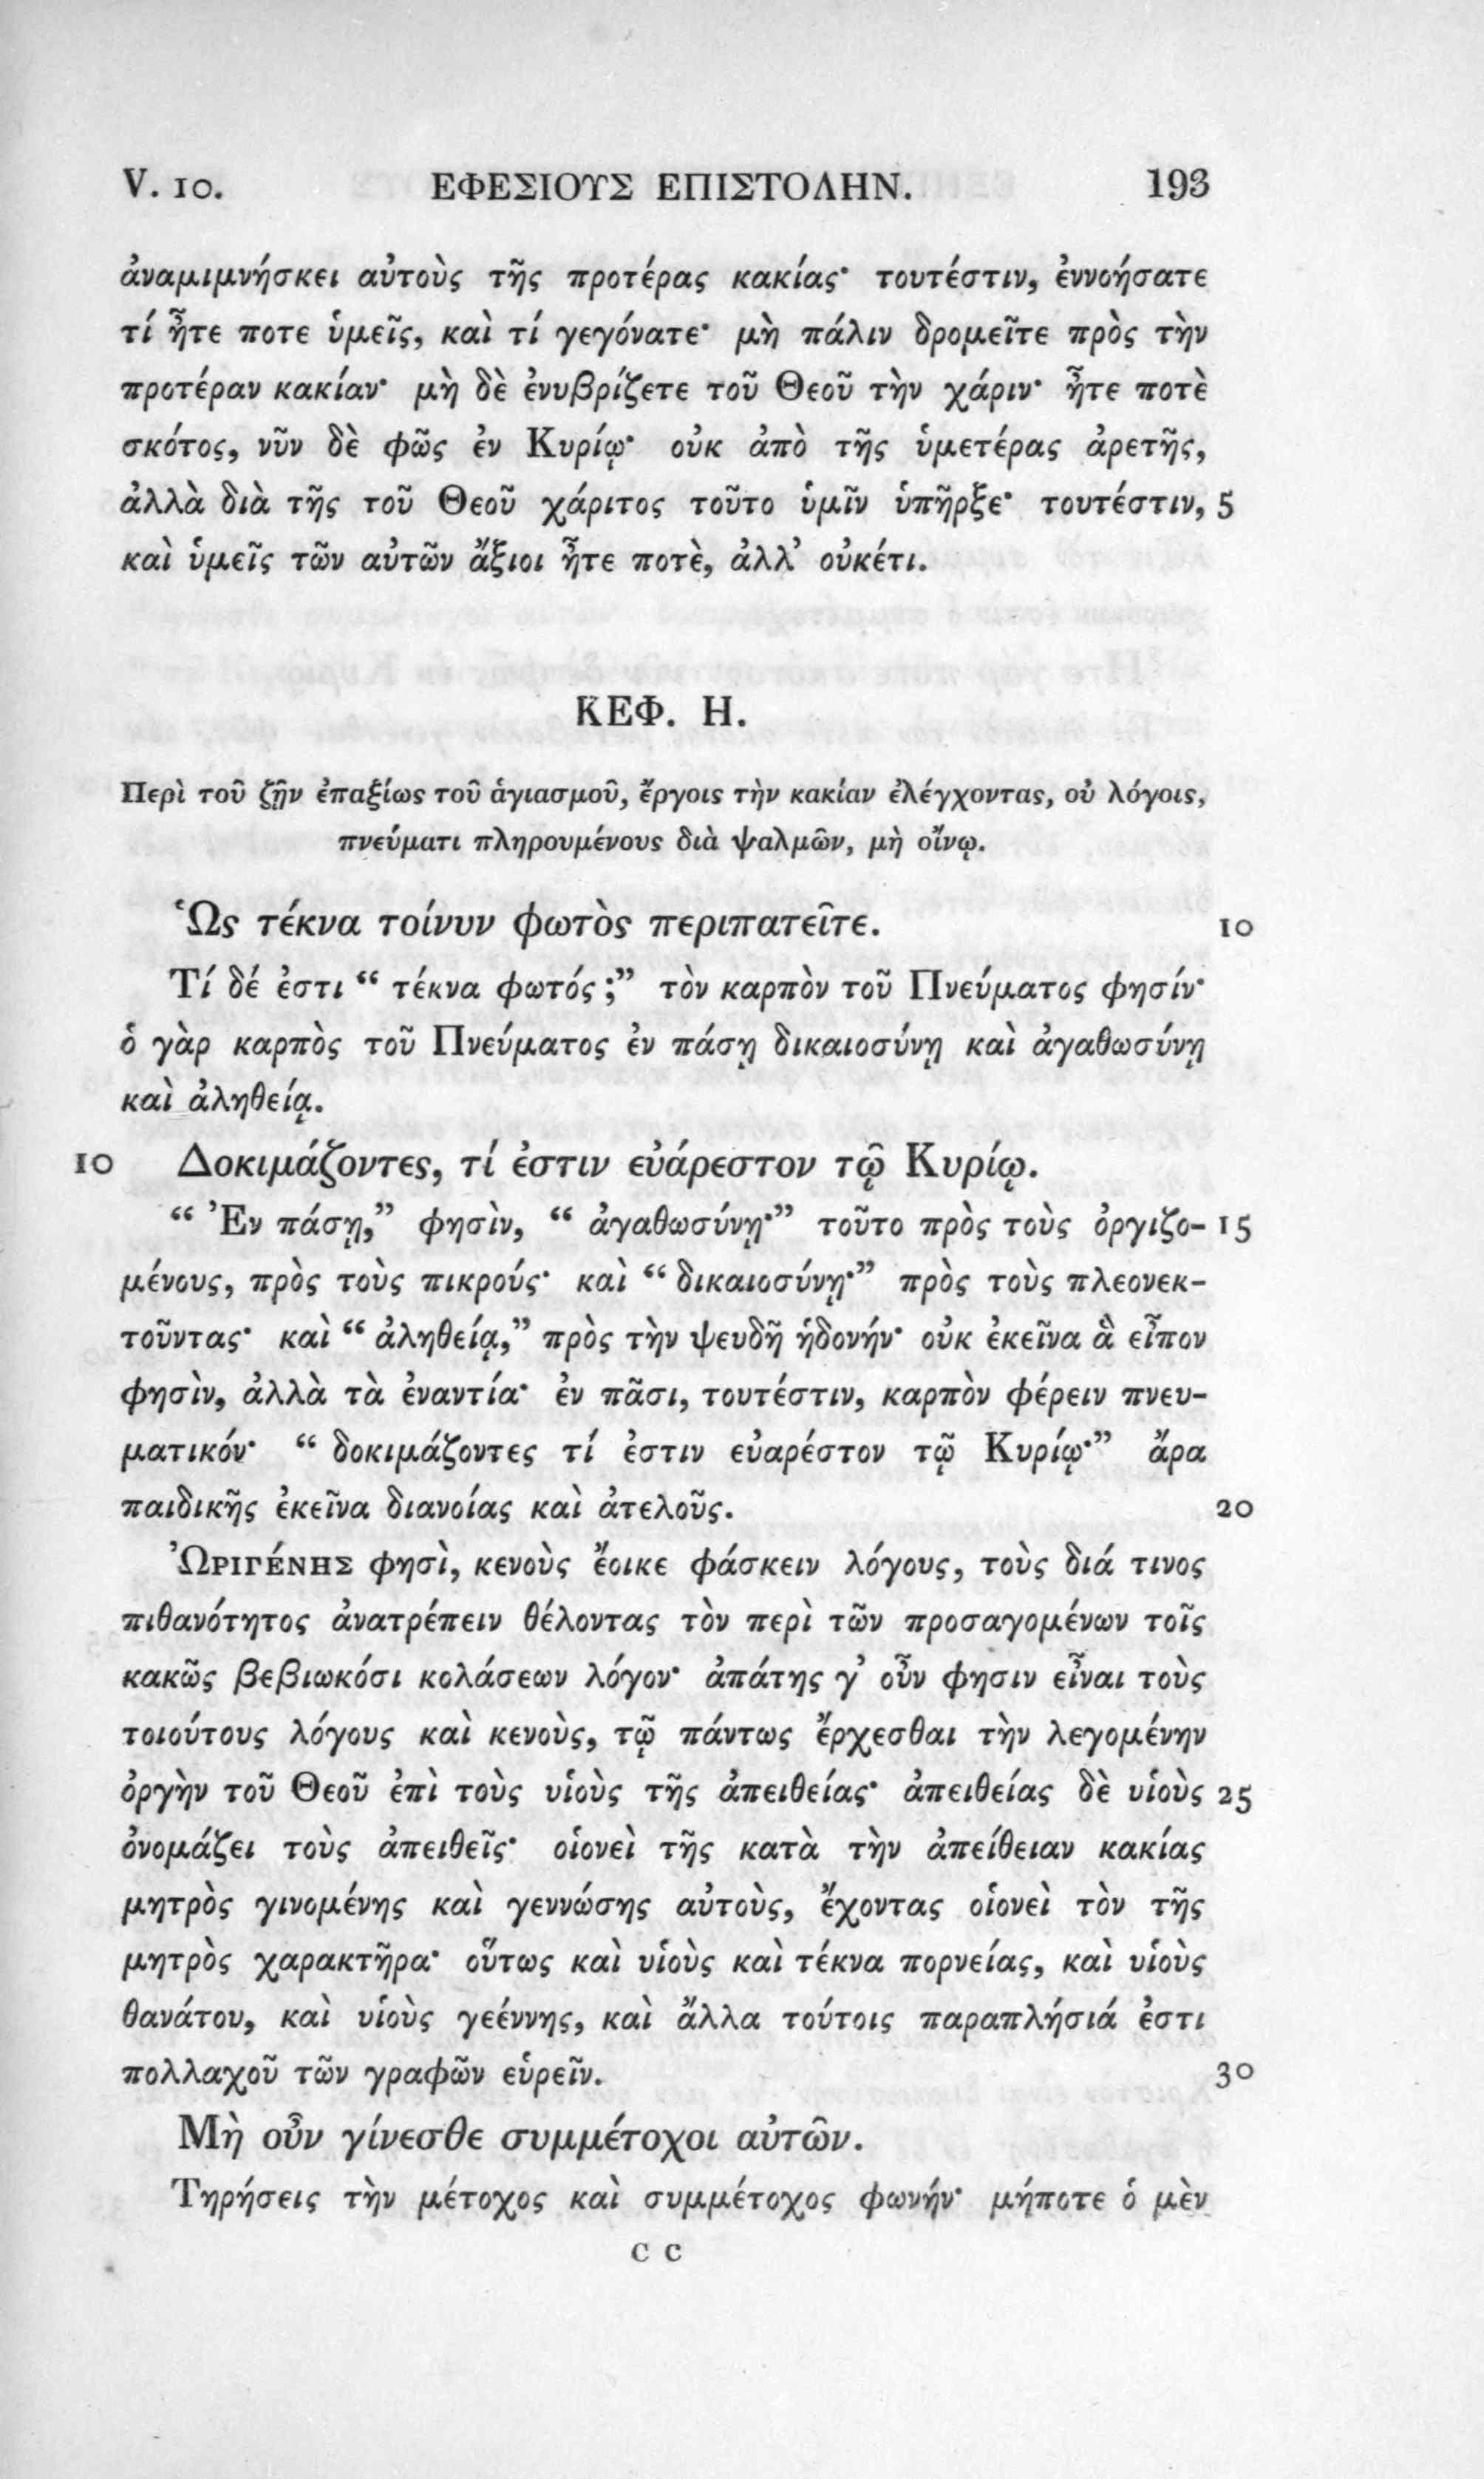 V. 10. ΕΦΕΣΙΟΥΣ ΕΠΙΣΤΟΛΗΝ. 193
ἀναμιμνήσκει αὐτοὺς τῆς προτέρας κακίας· τουτέστιν, ἐννοήσατε
τί ἦτε ποτε ὑμεῖς, καὶ τί γεγόνατε· μὴ πάλιν δρομεῖτε πρὸς τὴν
προτέραν κακίαν· μὴ δὲ ἐνυβρίζετε τοῦ Θεοῦ τὴν χάριν· ἦτε ποτὲ
σκότος, νῦν δὲ φῶς ἐν Κυρίῳ· οὐκ ἀπὸ τῆς ὑμετέρας ἀρετῆς,
ἀλλὰ διὰ τῆς τοῦ Θεοῦ χάριτος τοῦτο ὑμῖν ὑπῆρξε· τουτέστιν, 5
καὶ ὑμεῖς τῶν αὐτῶν ἄξιοι ἦτε ποτὲ, ἀλλ’ οὐκέτι.
ΚΕΦ. Η.
Περὶ τοῦ ζῆν ἐπαξίως τοῦ ἁγιασμοῦ, ἔργοις τὴν κακίαν ἐλέγχοντας, οὐ λόγοις,
πνεύματι πληρουμένους διὰ ψαλμῶν, μὴ οἴνῳ.
Ὡς τέκνα τοίνυν φωτὸς περιπατεῖτε. 10
Τί δέ ἐστι “ τέκνα φωτός ;” τὸν καρπὸν τοῦ Πνεύματος φησίν·
ὁ γὰρ καρπὸς τοῦ Πνεύματος ἐν πάσῃ δικαιοσύνῃ καὶ ἀγαθωσύνῃ
καὶ ἀληθείᾳ.
10 Δοκιμάζοντες, τί ἐστιν εὐάρεστον τῷ Κυρίῳ.
“ Ἐν πάσῃ,” φησὶν, “ ἀγαθωσύνῃ·” τοῦτο πρὸς τοὺς ὀργιζο- 15
μένους, πρὸς τοὺς πικρούς· καὶ “ δικαιοσύνῃ·” πρὸς τοὺς πλεονεκ-
τοῦντας· καὶ “ ἀληθείᾳ,” πρὸς τὴν ψευδῆ ἡδονήν· οὐκ ἐκεῖνα ἃ εἶπον
φησὶν, ἀλλὰ τὰ ἐναντία· ἐν πᾶσι, τουτέστιν, καρπὸν φέρειν πνευ-
ματικόν· “ δοκιμάζοντες τί ἐστιν εὐαρέστον τῷ Κυρίῳ·” ἄρα
παιδικῆς ἐκεῖνα διανοίας καὶ ἀτελοῦς. 20
ὨΡΙΓΈΝΗΣ φησὶ, κενοὺς ἔοικε φάσκειν λόγους, τοὺς διά τινος
πιθανότητος ἀνατρέπειν θέλοντας τὸν περὶ τῶν προσαγομένων τοῖς
κακῶς βεβιωκόσι κολάσεων λόγον· ἀπάτης γ’ οὖν φησιν εἶναι τοὺς
τοιούτους λόγους καὶ κενοὺς, τῷ πάντως ἔρχεσθαι τὴν λεγομένην
ὀργὴν τοῦ Θεοῦ ἐπὶ τοὺς υἱοὺς τῆς ἀπειθείας· ἀπειθείας δὲ υἱοὺς 25
ὀνομάζει τοὺς ἀπειθεῖς· οἱονεὶ τῆς κατὰ τὴν ἀπείθειαν κακίας
μητρὸς γινομένης καὶ γεννώσης αὐτοὺς, ἔχοντας οἱονεὶ τὸν τῆς
μητρὸς χαρακτῆρα· οὕτως καὶ υἱοὺς καὶ τέκνα πορνείας, καὶ υἱοὺς
θανάτου, καὶ υἱοὺς γεέννης, καὶ ἄλλα τούτοις παραπλήσιά ἐστι
πολλαχοῦ τῶν γραφῶν εὑρεῖν. 30
Μὴ οὖν γίνεσθε συμμέτοχοι αὐτῶν.
Τηρήσεις τὴν μέτοχος καὶ συμμέτοχος φωνήν· μήποτε ὁ μὲν
C C